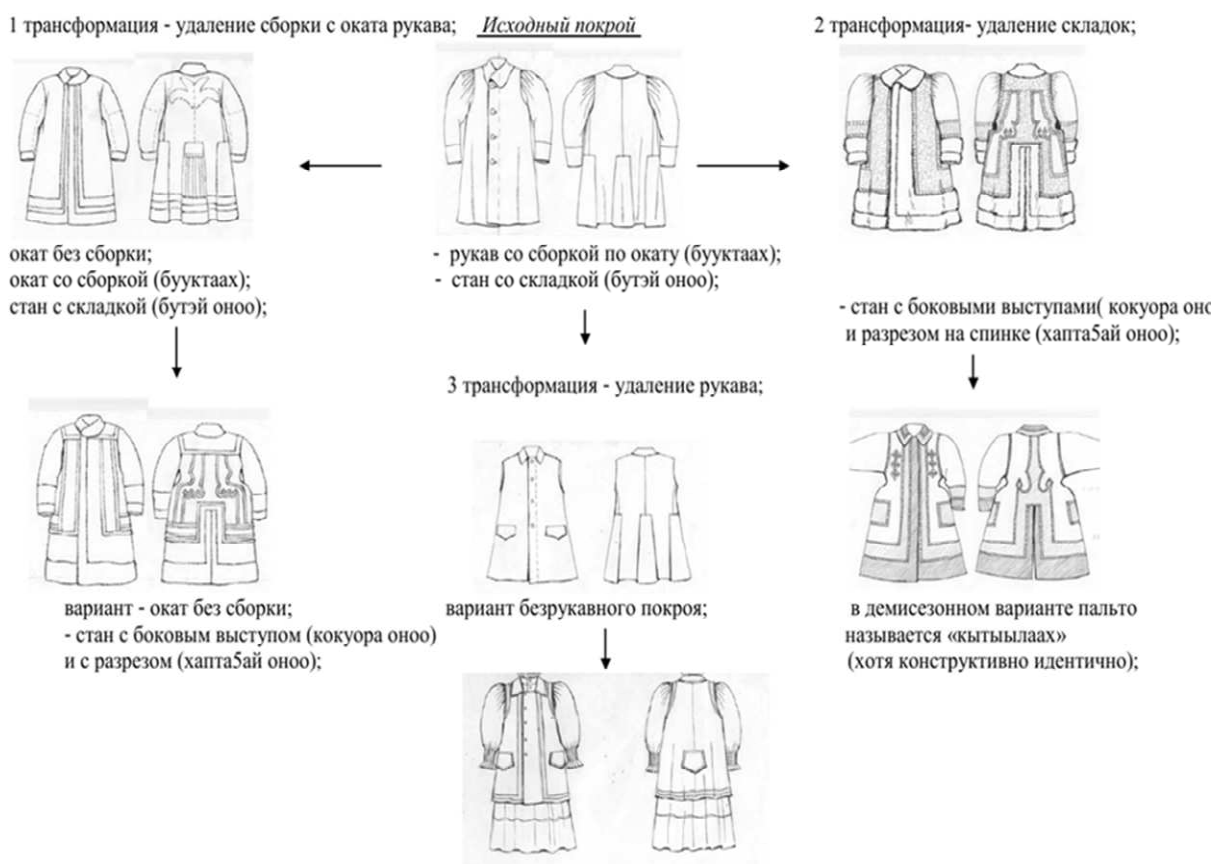 1 трансформация - удаление сборки с оката рукава;
Исходный покрой
2 трансформация- удаление складок;
окат без сборки;
окат со сборкой (бууктаах);
стан с складкой (бутэй оноо);
- рукав со сборкой по окату (бууктаах);
- стан со складкой (бутэй оноо);
- стан с боковыми выступами( кокуора оно
и разрезом на спинке (хапта5ай оноо);
3 трансформация - удаление рукава;
вариант - окат без сборки;
- стан с боковым выступом (кокуора оноо)
и с разрезом (хапта5ай оноо);
вариант безрукавного покроя;
в демисезонном варианте пальто
называется «кытыылаах»
(хотя конструктивно идентично);